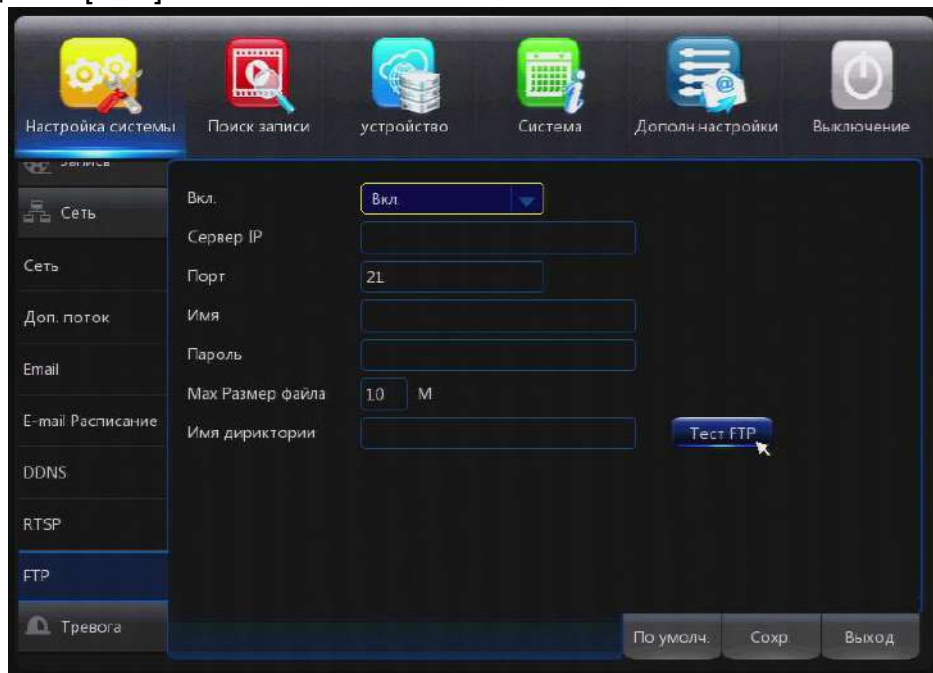 Настройка системы
Поиск записи
устройство
Система
Дополн.настройки
Выключение
Запись
Сеть
Сеть
Доп. поток
Email
E-mail Расписание
DDNS
RTSP
FTP
Тревога
Вкл.
Вкл.
Сервер IP
Порт
21
Имя
Пароль
Max Размер файла
10
M
Имя дириктории
Тест FTP
По умолч.
Сохр.
Выход